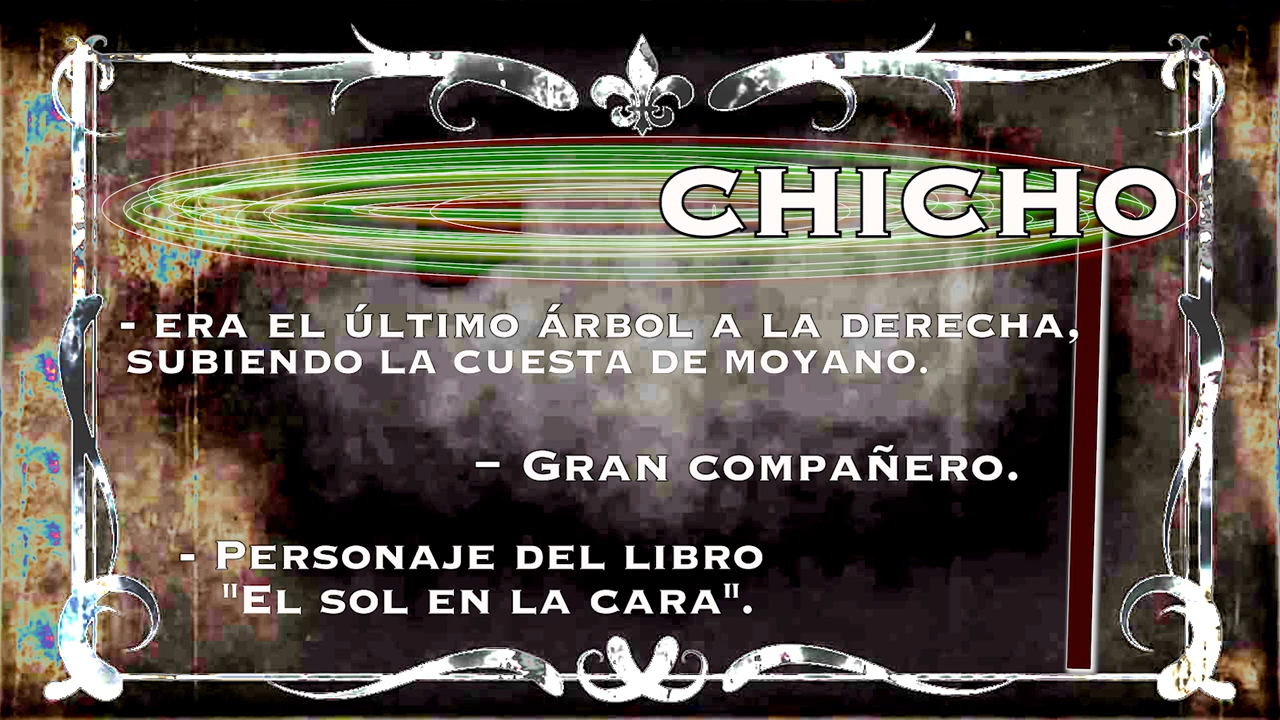 CHICHO
- ERA EL ÚLTIMO ÁRBOL A LA DERECHA,
SUBIENDO LA CUESTA DE MOYANO.
- GRAN COMPAÑERO.
- PERSONAJE DEL LIBRO
"EL SOL EN LA CARA".